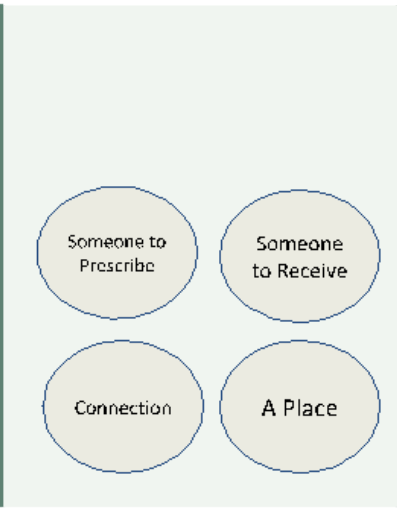 Someone to
Prescribe
Someone
to Receive
Connection
A Place